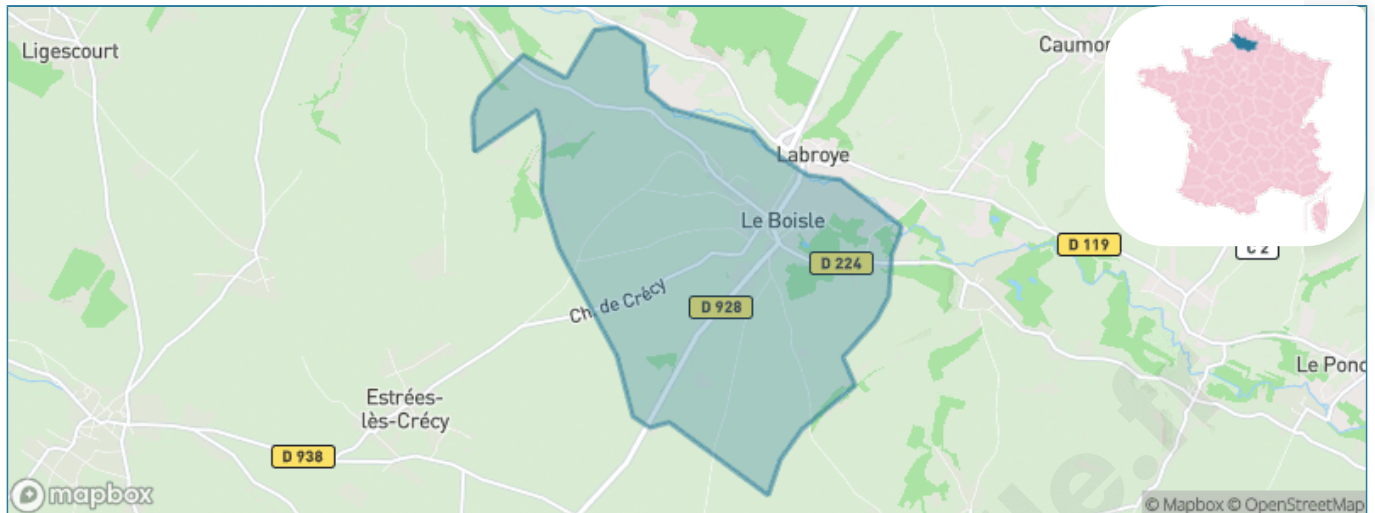 Ligescourt
Caumor
Labroye
Le Boisle
D 119
C 2
D 224
Ch. de Crécy
D 928
Le Ponc
Estrées-
lès-Crécy
D 938
mapbox
© Mapbox © OpenStreetMap